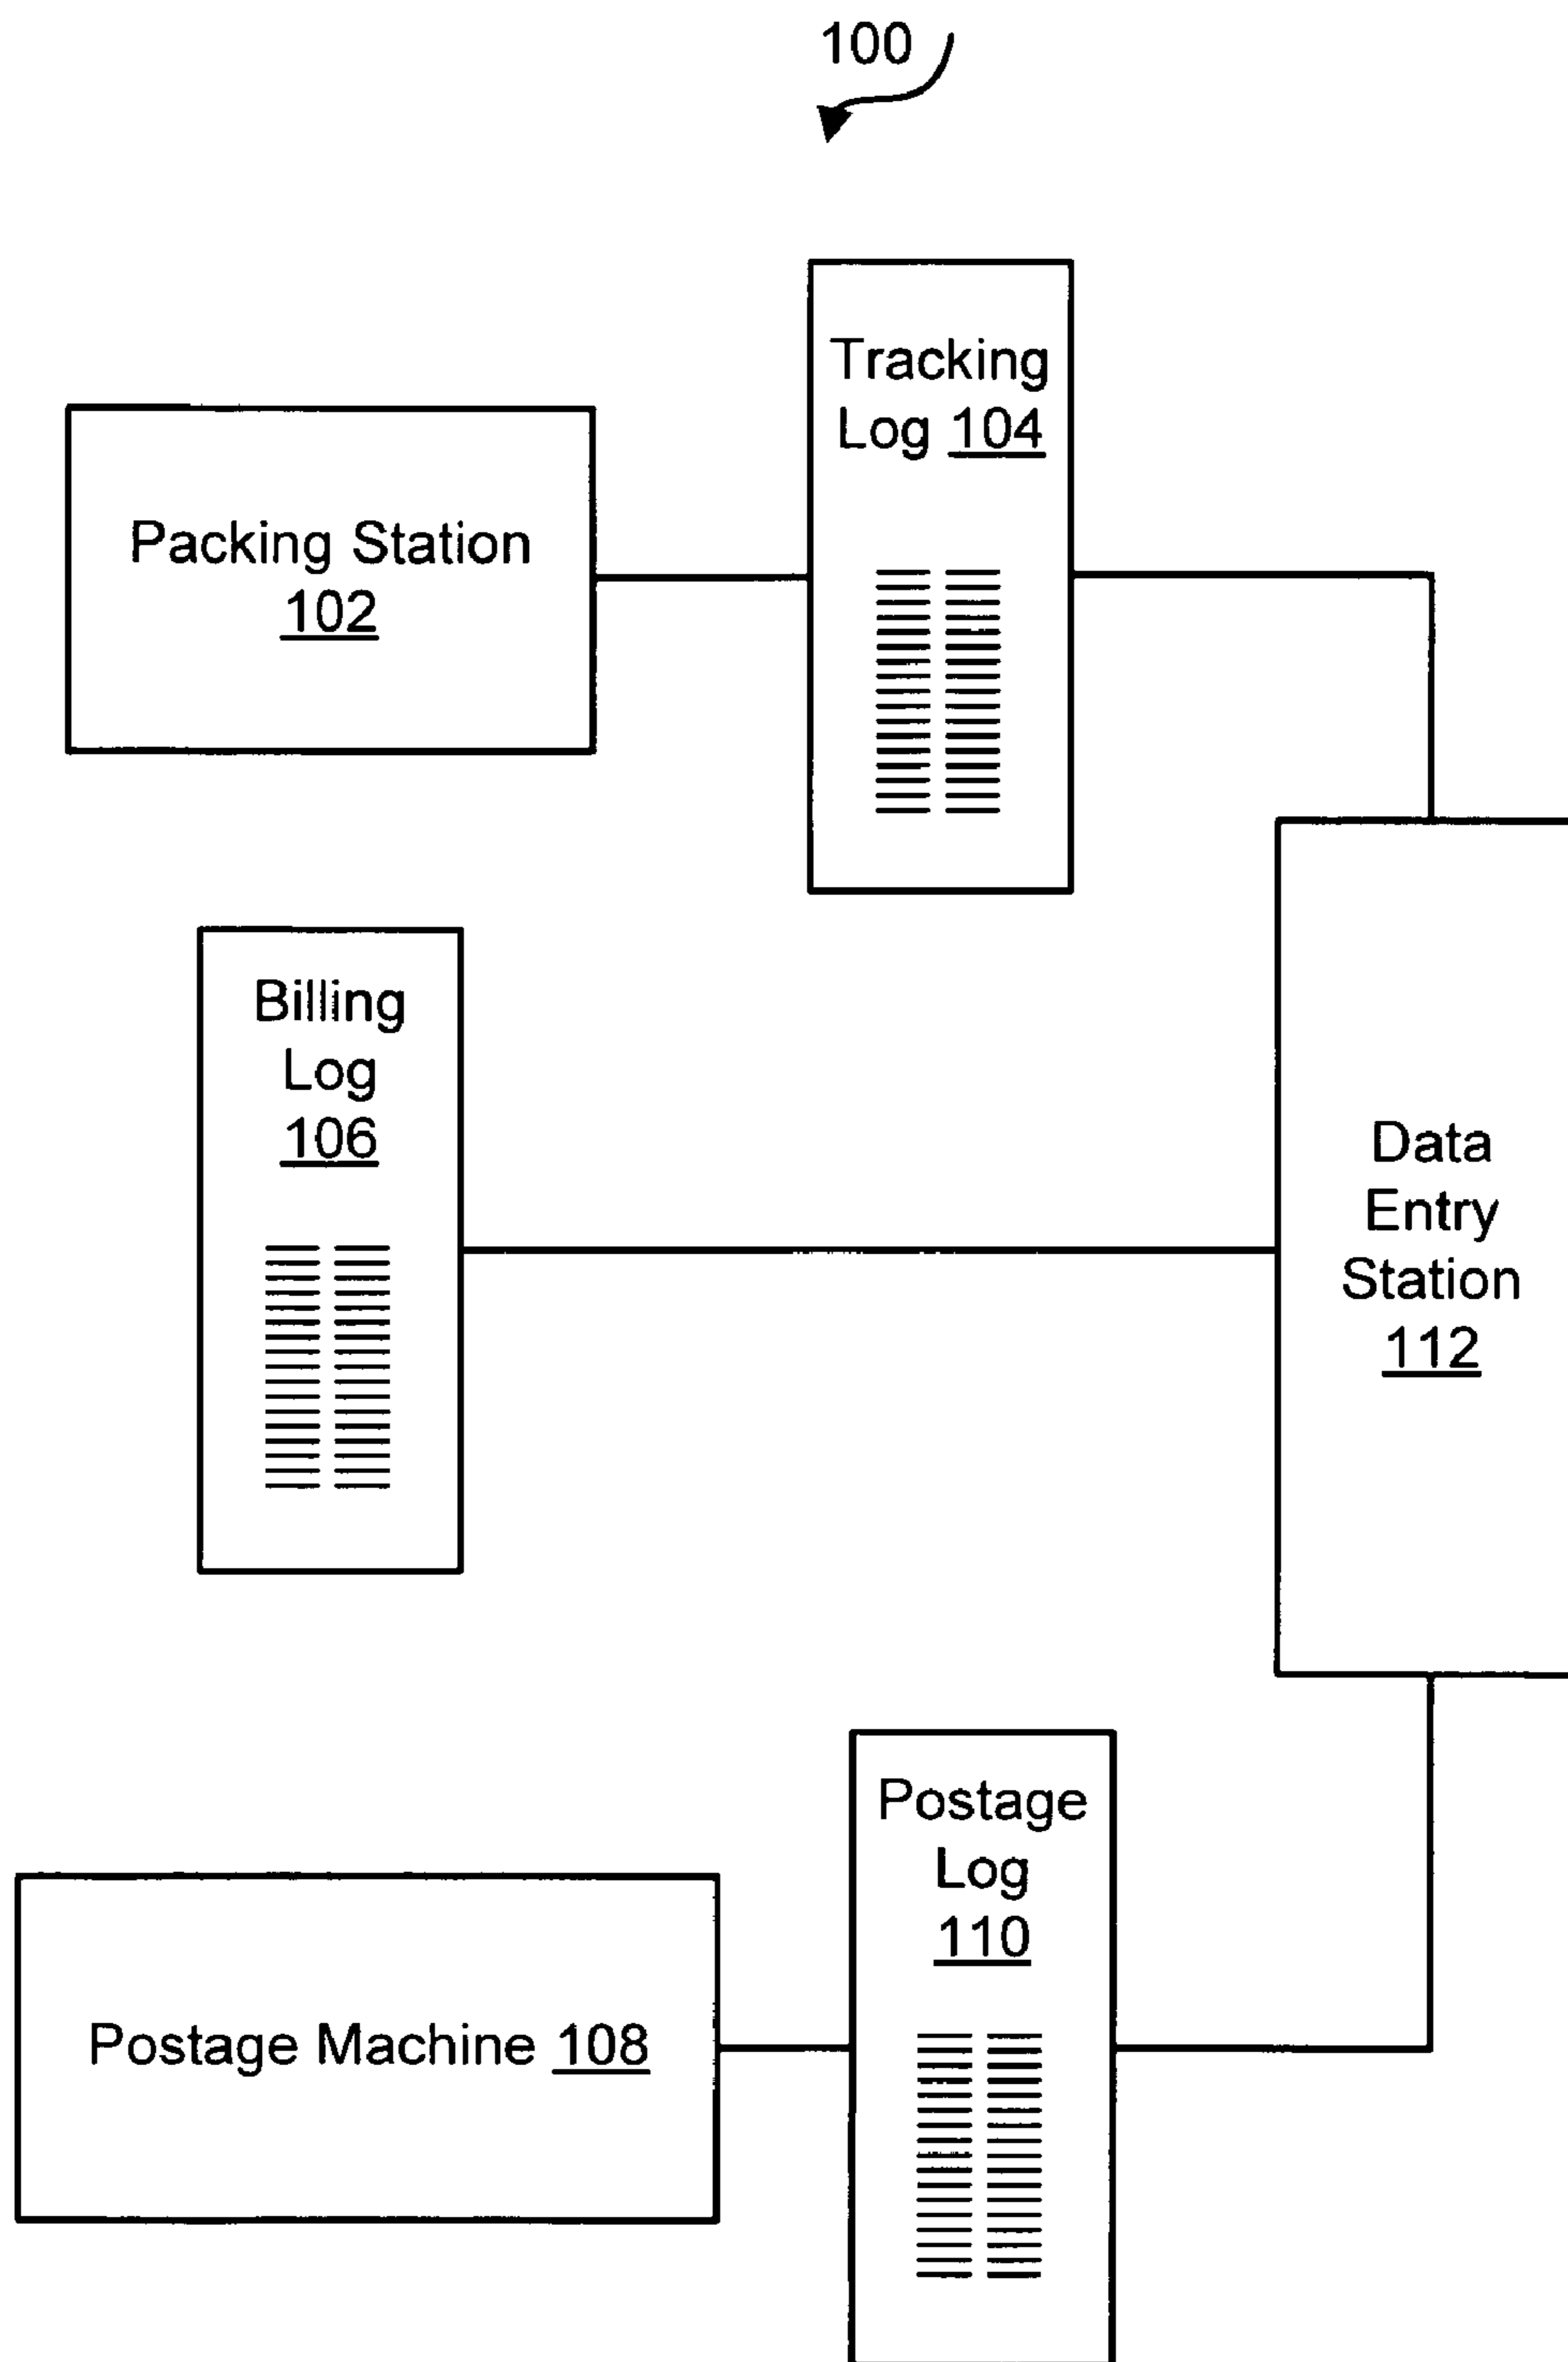 100
Tracking
Log 104
Packing Station
102
Billing
Log
106
Data
Entry
Station
112
Postage
Log
110
Postage Machine 108